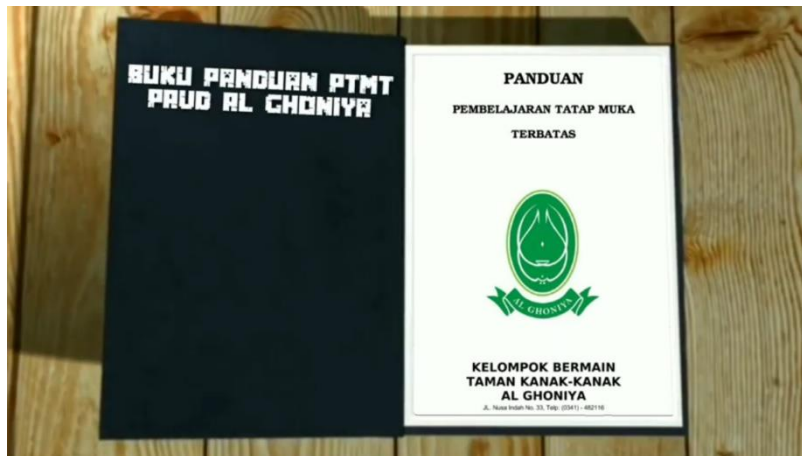 BUKU PANDUAN PTMT
PAUD AL GHONIYA
PANDUAN
PEMBELAJARAN TATAP MUKA
TERBATAS
AL GHONIYA
KELOMPOK BERMAIN
TAMAN KANAK-KANAK
AL GHONIYA
JL. Nusa Indah No. 33, Telp: (0341) - 482116